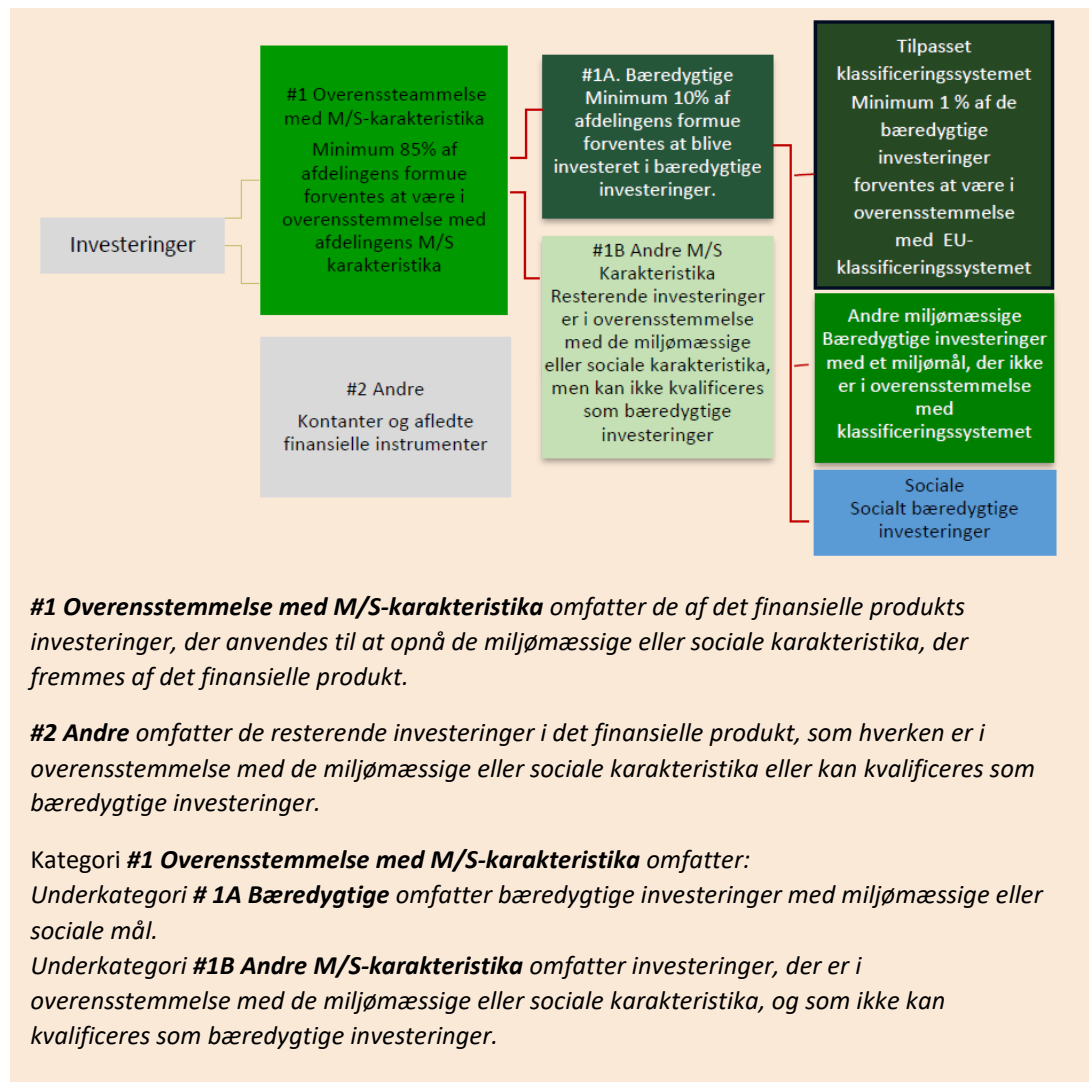 Investeringer
#1 Overenssteammelse
med M/S-karakteristika
Minimum 85% af
afdelingens formue
forventes at være i
overensstemmelse med
afdelingens M/S
karakteristika
#2 Andre
Kontanter og afledte
finansielle instrumenter
#1A. Bæredygtige
Minimum 10% af
afdelingens formue
forventes at blive
investeret i bæredygtige
investeringer.
#1B Andre M/S
Karakteristika
Resterende investeringer
er i overensstemmelse
med de miljømæssige
eller sociale karakteristika,
men kan ikke kvalificeres
som bæredygtige
investeringer
Tilpasset
klassificeringssystemet
Minimum 1 % af de
bæredygtige
investeringer
forventes at være i
overensstemmelse
med EU-
klassificeringssystemet
Andre miljømæssige
Bæredygtige investeringer
med et miljømål, der ikke
er i overensstemmelse
med
klassificeringssystemet
Sociale
Socialt bæredygtige
investeringer
#1 Overensstemmelse med M/S-karakteristika omfatter de af det finansielle produkts
investeringer, der anvendes til at opnå de miljømæssige eller sociale karakteristika, der
fremmes af det finansielle produkt.
#2 Andre omfatter de resterende investeringer i det finansielle produkt, som hverken er i
overensstemmelse med de miljømæssige eller sociale karakteristika eller kan kvalificeres som
bæredygtige investeringer.
Kategori #1 Overensstemmelse med M/S-karakteristika omfatter:
Underkategori # 1A Bæredygtige omfatter bæredygtige investeringer med miljømæssige eller
sociale mål.
Underkategori #1B Andre M/S-karakteristika omfatter investeringer, der er i
overensstemmelse med de miljømæssige eller sociale karakteristika, og som ikke kan
kvalificeres som bæredygtige investeringer.